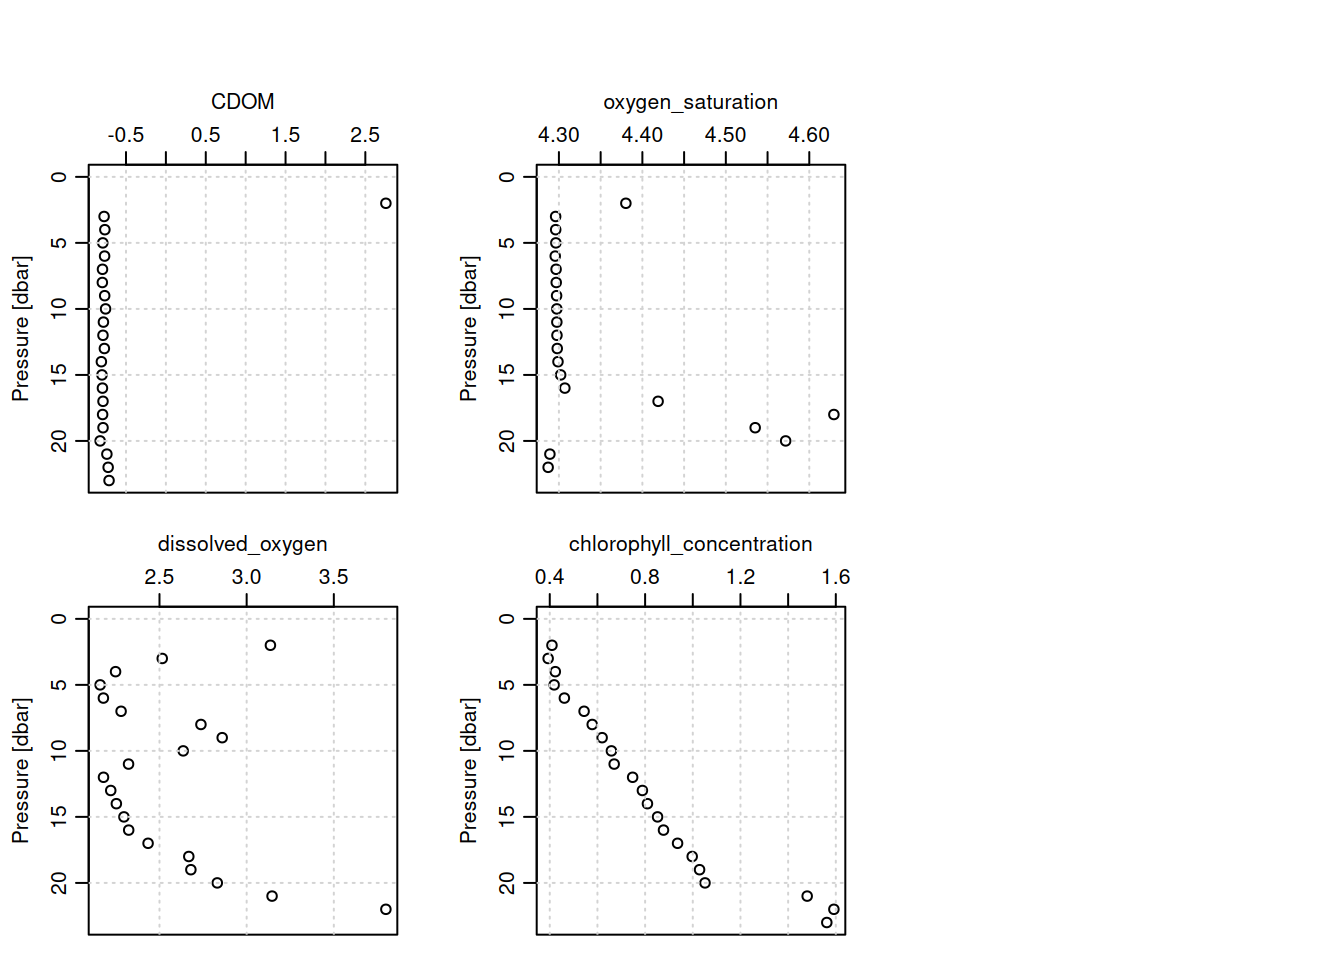 CDOM
-0.5 0.5 1.5 2.5
0
5
10
15
20
Pressure [dbar]
oxygen_saturation
4.30 4.40 4.50 4.60
0
5
10
15
20
Pressure [dbar]
dissolved_oxygen
2.5 3.0 3.5
0
5
10
15
20
Pressure [dbar]
chlorophyll_concentration
0.4 0.8 1.2 1.6
0
5
10
15
20
Pressure [dbar]